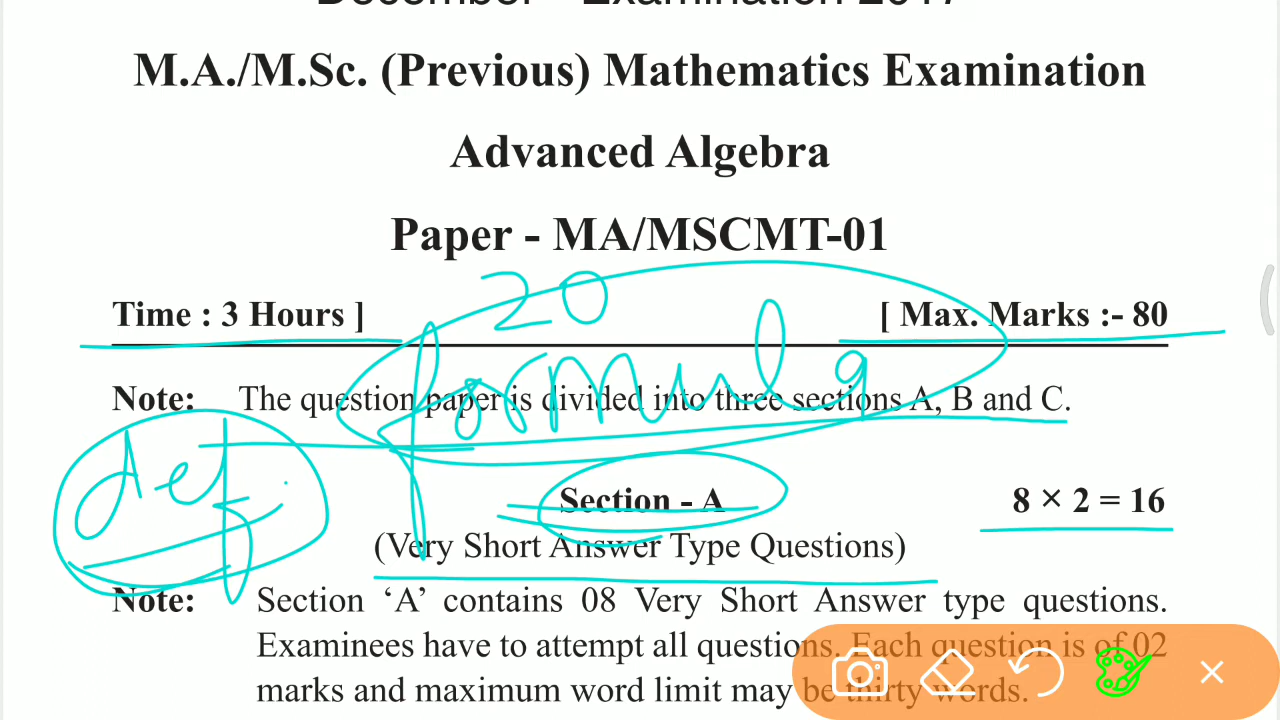 December - Examination 2017
M.A./M.Sc. (Previous) Mathematics Examination
Advanced Algebra
Paper - MA/MSCMT-01
20
Time : 3 Hours ] [ Max. Marks :- 80
formula
Note: The question paper is divided into three sections A, B and C.
def.
Section - A 8 × 2 = 16
(Very Short Answer Type Questions)
Note: Section ‘A’ contains 08 Very Short Answer type questions.
Examinees have to attempt all questions. Each question is of 02
marks and maximum word limit may be thirty words.